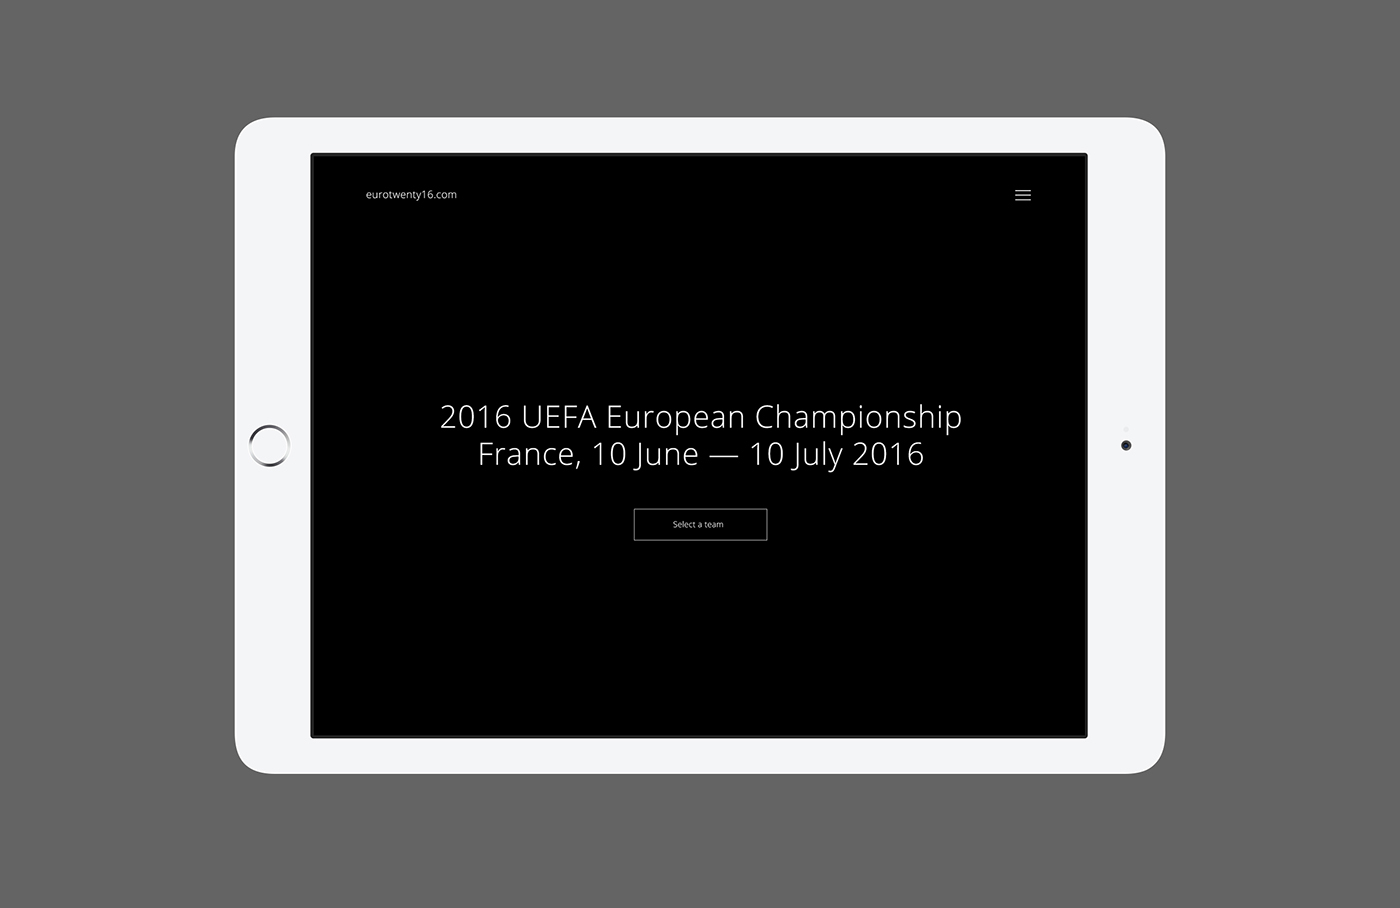 eurotwenty16.com
2016 UEFA European Championship
France, 10 June — 10 July 2016
Select a team